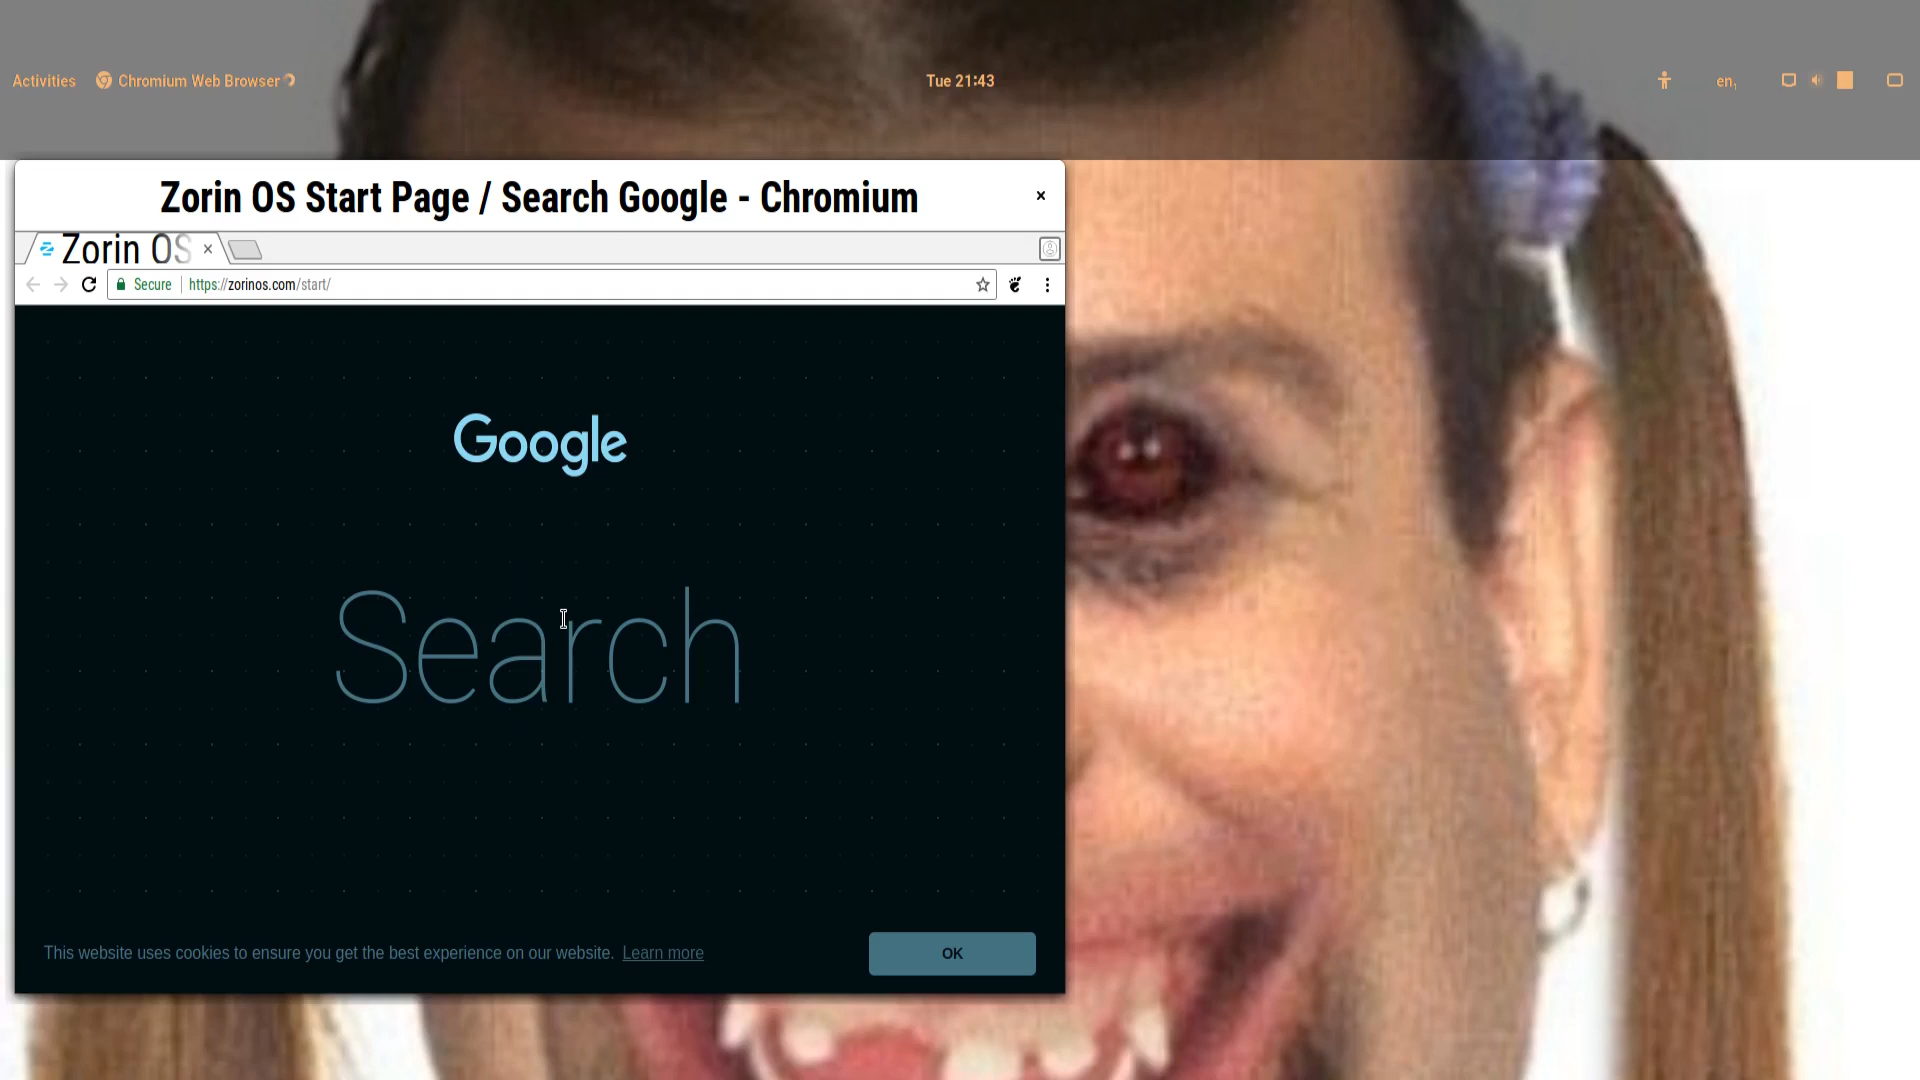 Activities Chromium Web Browser Tue 21:43 en₁
Zorin OS Start Page / Search Google - Chromium
Zorin OS
Secure https://zorinos.com/start/
Google
Search
This website uses cookies to ensure you get the best experience on our website. Learn more OK